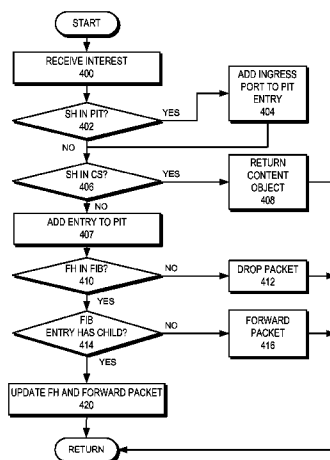 START
RECEIVE INTEREST
400
SH IN PIT?
402
YES
ADD INGRESS
PORT TO PIT
ENTRY
404
NO
SH IN CS?
406
YES
RETURN
CONTENT
OBJECT
408
NO
ADD ENTRY TO PIT
407
FH IN FIB?
410
NO
DROP PACKET
412
YES
FIB
ENTRY HAS CHILD?
414
NO
FORWARD
PACKET
416
YES
UPDATE FH AND FORWARD PACKET
420
RETURN